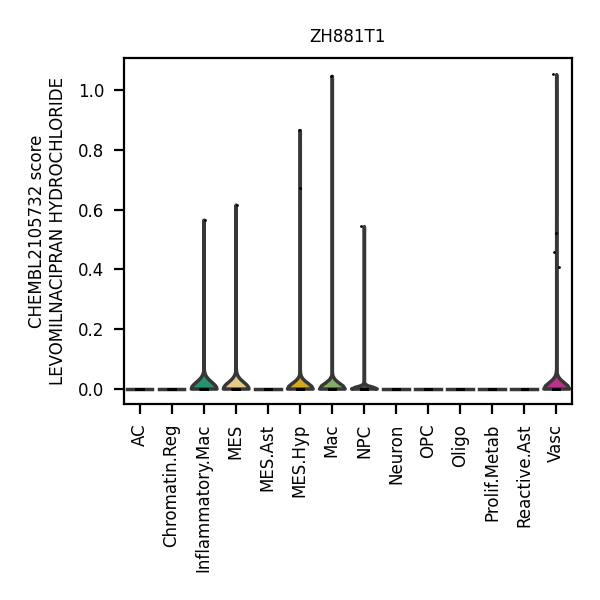 ZH881T1
CHEMBL2105732 score
LEVOMILNACIPRAN HYDROCHLORIDE
1.0
0.8
0.6
0.4
0.2
0.0
AC
Chromatin.Reg
Inflammatory.Mac
MES
MES.Ast
MES.Hyp
Mac
NPC
Neuron
OPC
Oligo
Prolif.Metab
Reactive.Ast
Vasc